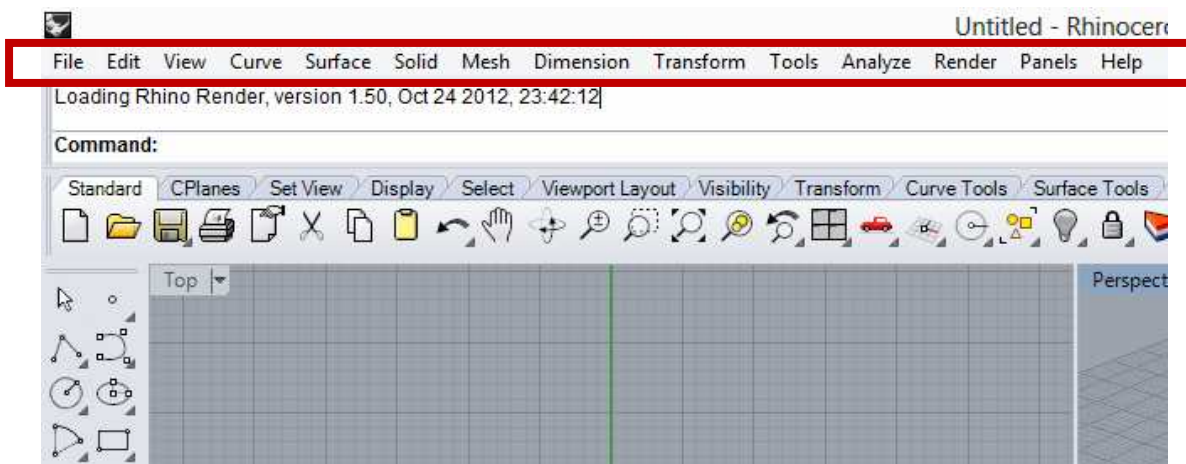 Untitled - Rhinocero
File Edit View Curve Surface Solid Mesh Dimension Transform Tools Analyze Render Panels Help
Loading Rhino Render, version 1.50, Oct 24 2012, 23:42:12
Command:
Standard CPlanes Set View Display Select Viewport Layout Visibility Transform Curve Tools Surface Tools
Top Perspect